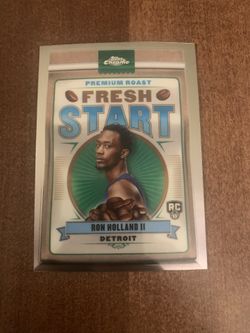 Topps
Chrome
PREMIUM ROAST
FRESH
START
RC
RON HOLLAND II
DETROIT